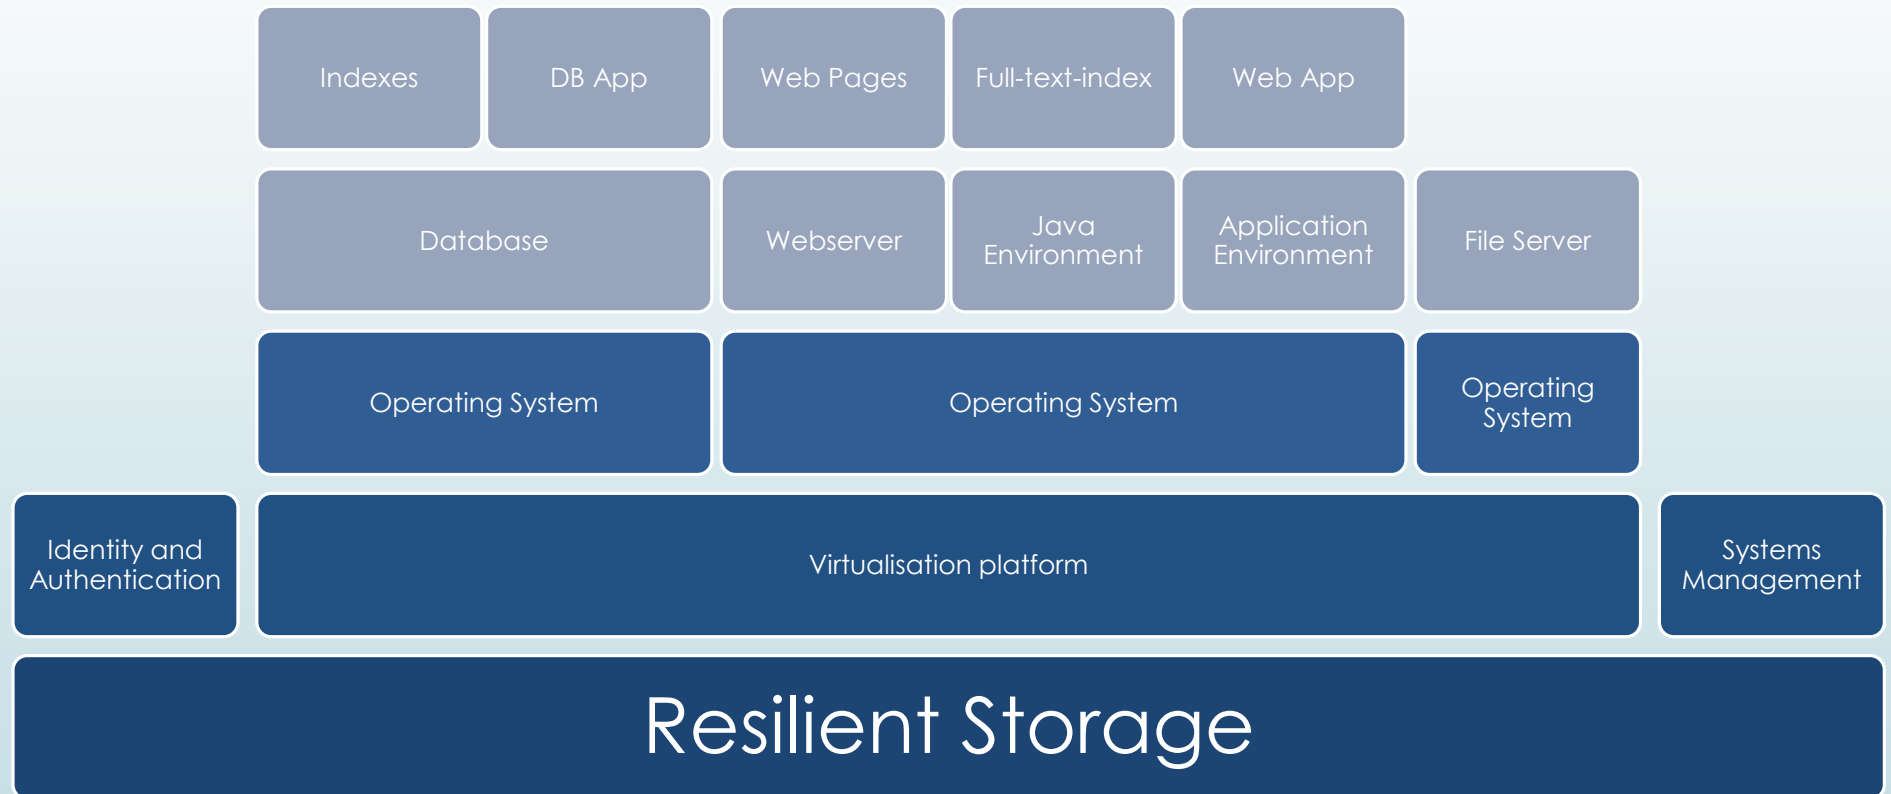 Indexes
DB App
Web Pages
Full-text-index
Web App
Database
Webserver
Java
Environment
Application
Environment
File Server
Operating System
Operating System
Operating
System
Identity and
Authentication
Virtualisation platform
Systems
Management
Resilient Storage